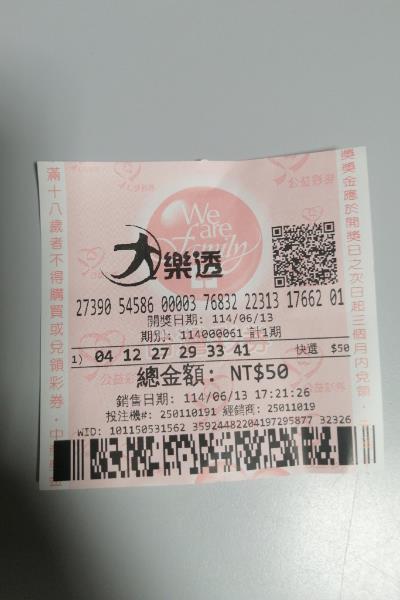 We are Family
大樂透
27390 54586 00003 76832 22313 17662 01
開獎日期: 114/06/13
期別: 114000061 計1期
1) 04 12 27 29 33 41 快選 $50
總金額: NT$50
銷售日期: 114/06/13 17:21:26
投注機#: 250110191 經銷商: 25011019
WID: 101150531562 35924482204197295877 32326
滿十八歲者不得購買或兌領彩券
獎金應於開獎日之次日起三個月內兌領
公益彩券